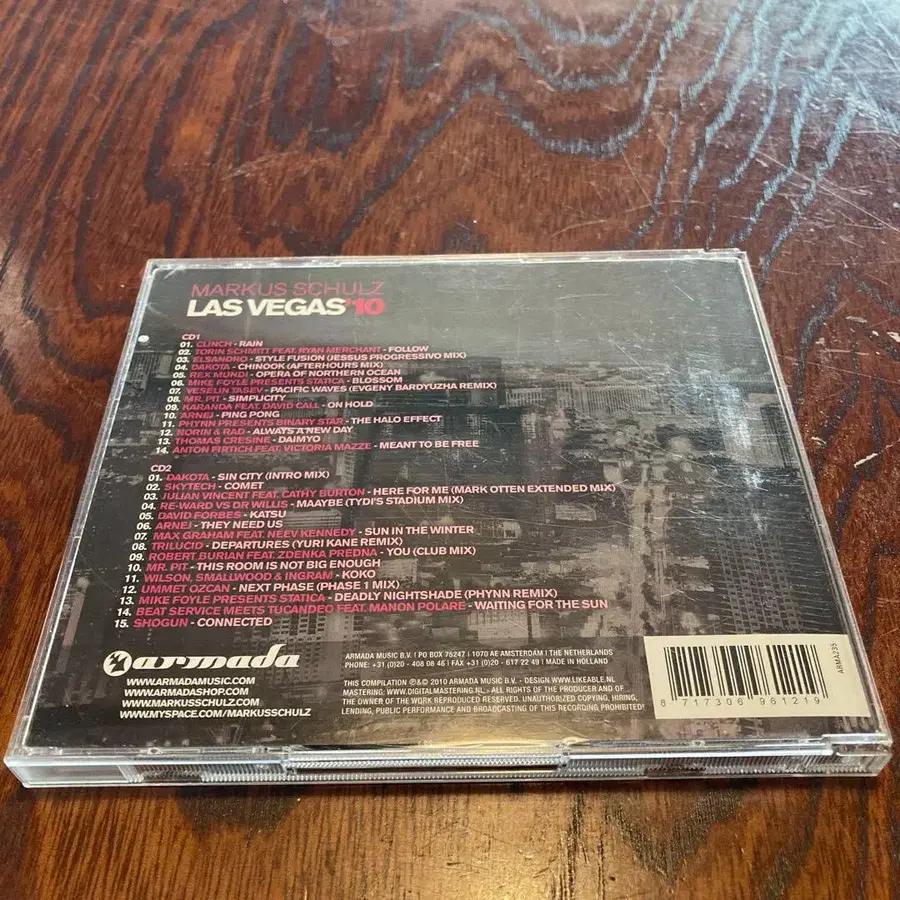 MARKUS SCHULZ
LAS VEGAS '10
CD1
01. CLINCH - RAIN
02. TORIN SCHMITT FEAT. RYAN MERCHANT - FOLLOW
03. ELSANDRO - STYLE FUSION (JESSUS PROGRESSIVO MIX)
04. DAKOTA - CHINOOK (AFTERHOURS MIX)
05. REX MUNDI - OPERA OF NORTHERN OCEAN
06. MIKE FOYLE PRESENTS STATICA - BLOSSOM
07. VESELIN TASEV - PACIFIC WAVES (EVGENY BARDYUZHA REMIX)
08. MR. PIT - SIMPLICITY
09. KARANDA FEAT. DAVID CALL - ON HOLD
10. ARNEJ - PING PONG
11. PHYNN PRESENTS BINARY STAR - THE HALO EFFECT
12. NORIN & RAD - ALWAYS A NEW DAY
13. THOMAS CRESINE - DAIMYO
14. ANTON FIRTICH FEAT. VICTORIA MAZZE - MEANT TO BE FREE
CD2
01. DAKOTA - SIN CITY (INTRO MIX)
02. SKYTECH - COMET
03. JULIAN VINCENT FEAT. CATHY BURTON - HERE FOR ME (MARK OTTEN EXTENDED MIX)
04. RE-WARD VS DR WILLIS - MAAYBE (TYDI'S STADIUM MIX)
05. DAVID FORBES - KATSU
06. ARNEJ - THEY NEED US
07. MAX GRAHAM FEAT. NEEV KENNEDY - SUN IN THE WINTER
08. TRILUCID - DEPARTURES (YURI KANE REMIX)
09. ROBERT BURIAN FEAT. ZDENKA PREDNA - YOU (CLUB MIX)
10. MR. PIT - THIS ROOM IS NOT BIG ENOUGH
11. WILSON, SMALLWOOD & INGRAM - KOKO
12. UMMET OZCAN - NEXT PHASE (PHASE 1 MIX)
13. MIKE FOYLE PRESENTS STATICA - DEADLY NIGHTSHADE (PHYNN REMIX)
14. BEAT SERVICE MEETS TUCANDEO FEAT. MANON POLARE - WAITING FOR THE SUN
15. SHOGUN - CONNECTED
armada
WWW.ARMADAMUSIC.COM
WWW.ARMADASHOP.COM
WWW.MARKUSSCHULZ.COM
WWW.MYSPACE.COM/MARKUSSCHULZ
ARMADA MUSIC B.V. | PO BOX 75247 | 1070 AE AMSTERDAM | THE NETHERLANDS
PHONE: +31 (0)20 - 408 08 46 | FAX +31 (0)20 - 617 22 49 | MADE IN HOLLAND
THIS COMPILATION ℗&© 2010 ARMADA MUSIC B.V. - DESIGN WWW.LIKEABLE.NL
MASTERING: WWW.DIGITALMASTERING.NL - ALL RIGHTS OF THE PRODUCER AND OF
THE OWNER OF THE WORK REPRODUCED RESERVED. UNAUTHORIZED COPYING, HIRING,
LENDING, PUBLIC PERFORMANCE AND BROADCASTING OF THIS RECORDING PROHIBITED!
8 717306 961219
ARMA235